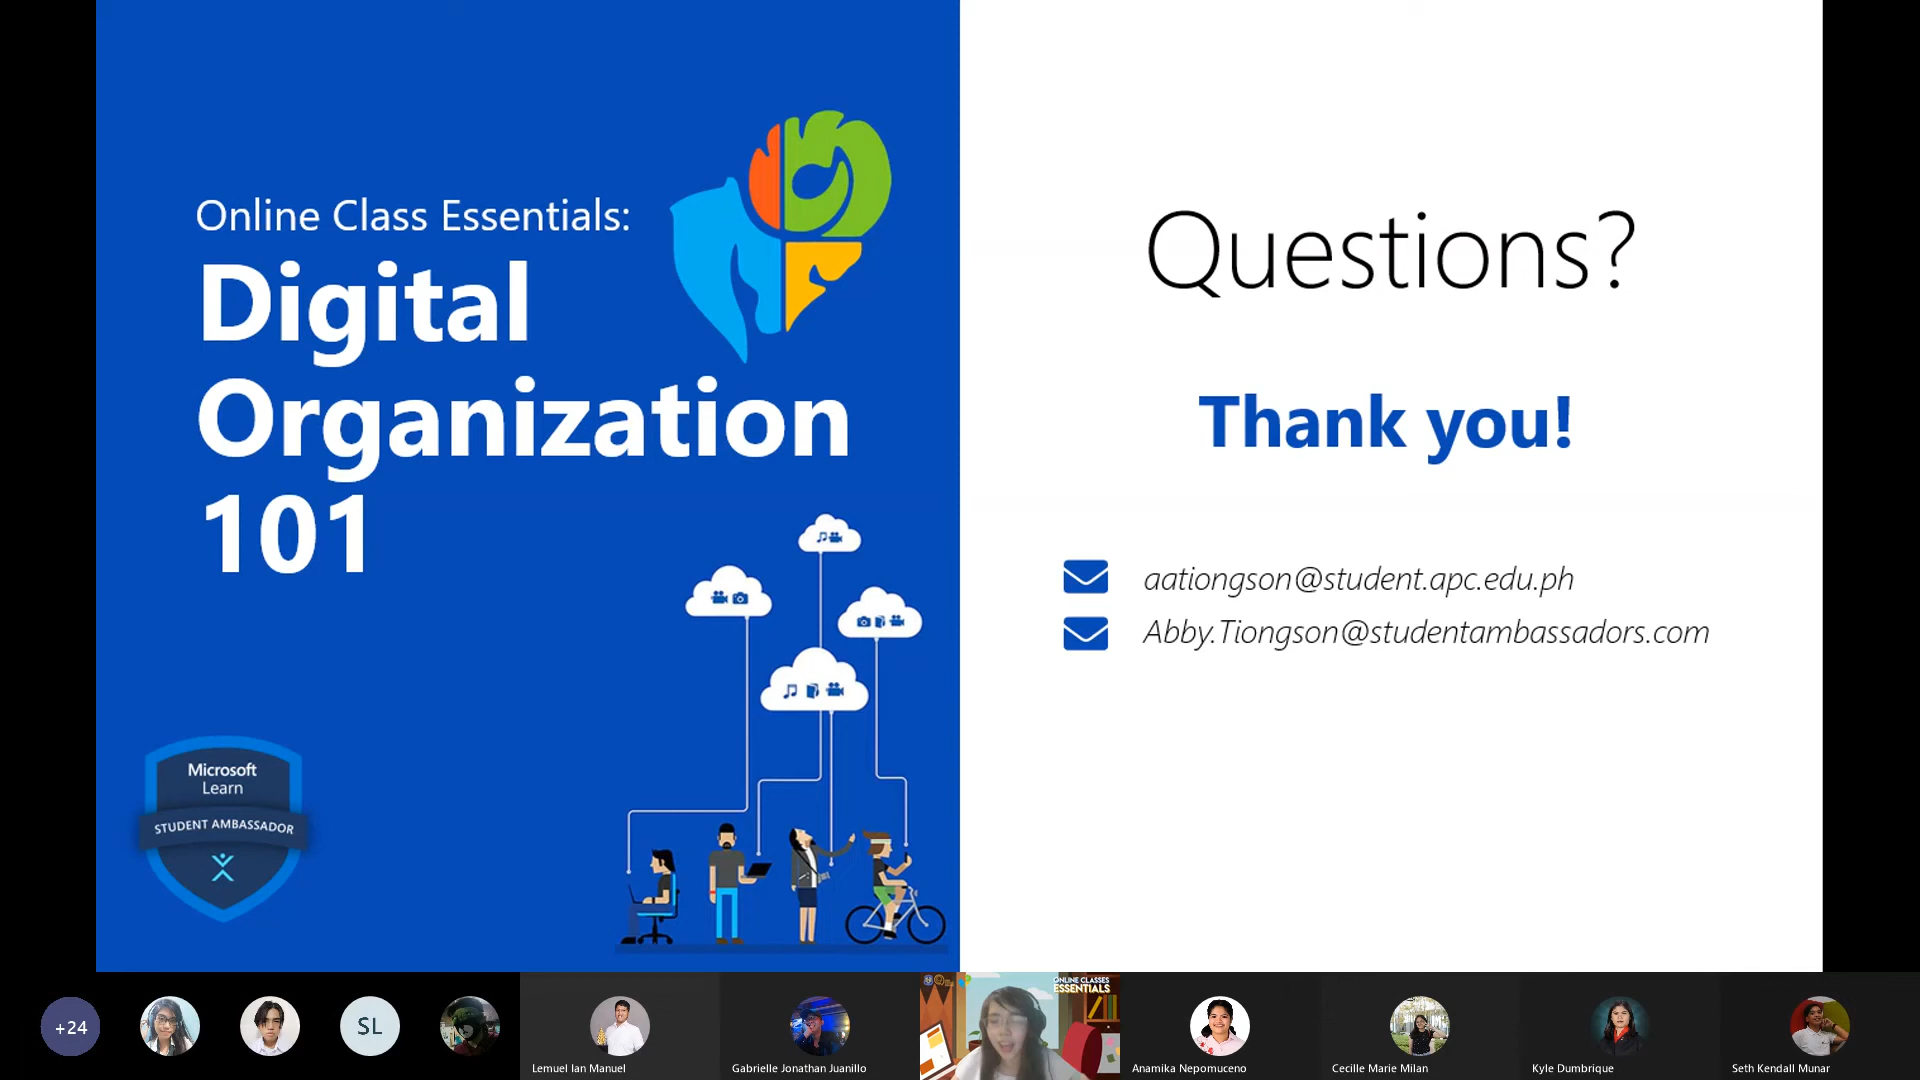 Online Class Essentials:
Digital
Organization
101
Microsoft
Learn
STUDENT AMBASSADOR
Questions?
Thank you!
aationgson@student.apc.edu.ph
Abby.Tiongson@studentambassadors.com
+24
SL
Lemuel Ian Manuel
Gabrielle Jonathan Juanillo
ONLINE CLASSES
ESSENTIALS
Anamika Nepomuceno
Cecille Marie Milan
Kyle Dumbrique
Seth Kendall Munar